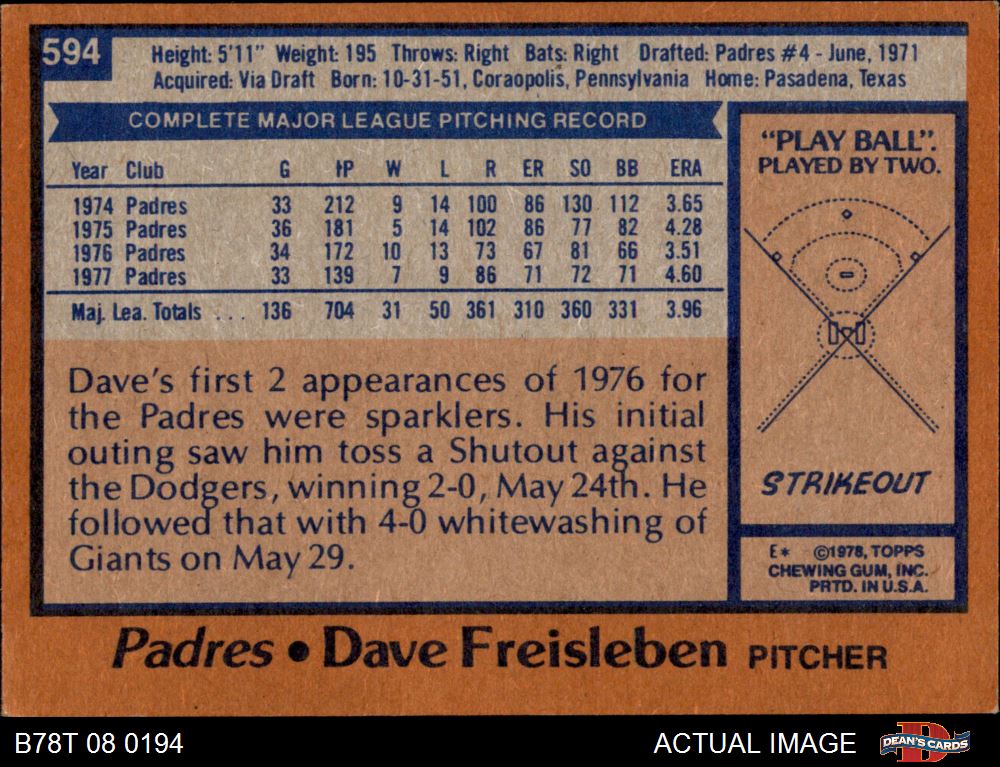 594
Height: 5'11" Weight: 195 Throws: Right Bats: Right Drafted: Padres #4 - June, 1971
Acquired: Via Draft Born: 10-31-51, Coraopolis, Pennsylvania Home: Pasadena, Texas
COMPLETE MAJOR LEAGUE PITCHING RECORD
Year Club G IP W L R ER SO BB ERA
1974 Padres 33 212 9 14 100 86 130 112 3.65
1975 Padres 36 181 5 14 102 86 77 82 4.28
1976 Padres 34 172 10 13 73 67 81 66 3.51
1977 Padres 33 139 7 9 86 71 72 71 4.60
Maj. Lea. Totals ... 136 704 31 50 361 310 360 331 3.96
Dave's first 2 appearances of 1976 for
the Padres were sparklers. His initial
outing saw him toss a Shutout against
the Dodgers, winning 2-0, May 24th. He
followed that with 4-0 whitewashing of
Giants on May 29.
"PLAY BALL".
PLAYED BY TWO.
STRIKEOUT
E* ©1978, TOPPS
CHEWING GUM, INC.
PRTD. IN U.S.A.
Padres • Dave Freisleben PITCHER
B78T 08 0194
ACTUAL IMAGE
D
DEAN'S CARDS